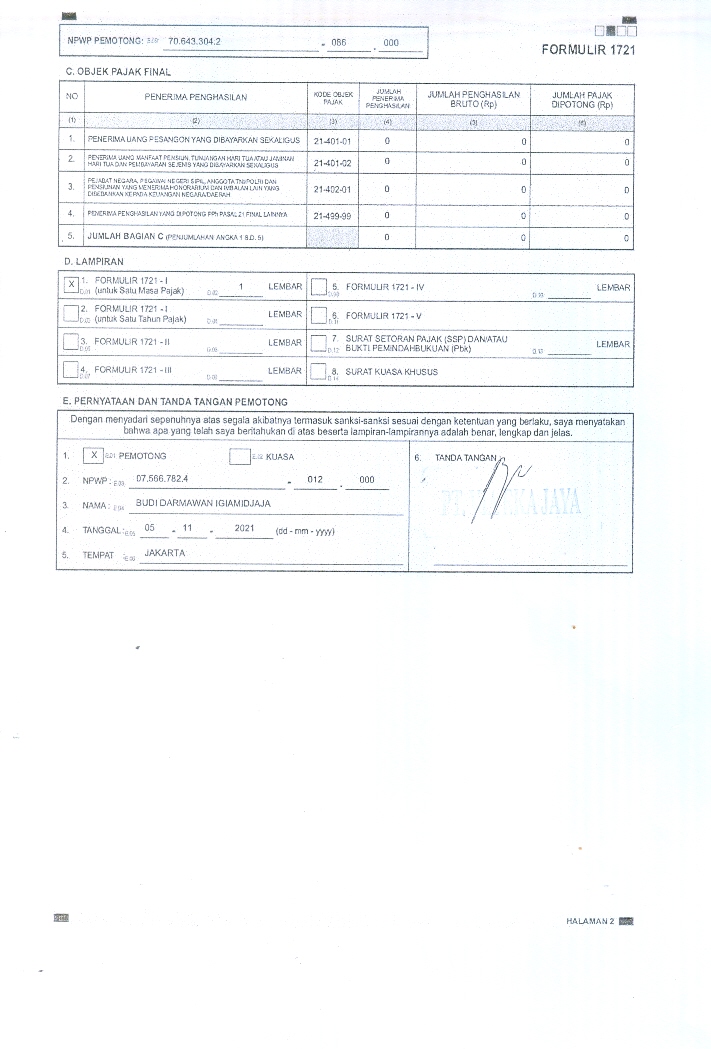 NPWP PEMOTONG: 70.643.304.2 - 086 . 000
FORMULIR 1721
C. OBJEK PAJAK FINAL
NO PENERIMA PENGHASILAN KODE OBJEK PAJAK JUMLAH PENERIMA PENGHASILAN JUMLAH PENGHASILAN BRUTO (Rp) JUMLAH PAJAK DIPOTONG (Rp)
(1) (2) (3) (4) (5) (6)
1. PENERIMA UANG PESANGON YANG DIBAYARKAN SEKALIGUS 21-401-01 0 0 0
2. PENERIMA UANG MANFAAT PENSIUN, TUNJANGAN HARI TUA ATAU JAMINAN HARI TUA DAN PEMBAYARAN SEJENIS YANG DIBAYARKAN SEKALIGUS 21-401-02 0 0 0
3. PEJABAT NEGARA, PEGAWAI NEGERI SIPIL, ANGGOTA TNI/POLRI DAN PENSIUNAN YANG MENERIMA HONORARIUM DAN IMBALAN LAIN YANG DIBEBANKAN KEPADA KEUANGAN NEGARA/DAERAH 21-402-01 0 0 0
4. PENERIMA PENGHASILAN YANG DIPOTONG PPh PASAL 21 FINAL LAINNYA 21-499-99 0 0 0
5. JUMLAH BAGIAN C (PENJUMLAHAN ANGKA 1 S.D. 5) 0 0 0
D. LAMPIRAN
X 1. FORMULIR 1721 - I (untuk Satu Masa Pajak) D.01 D.02 1 LEMBAR
5. FORMULIR 1721 - IV D.10 LEMBAR
2. FORMULIR 1721 - I (untuk Satu Tahun Pajak) D.03 D.04 LEMBAR
6. FORMULIR 1721 - V D.11
3. FORMULIR 1721 - II D.05 D.06 LEMBAR
7. SURAT SETORAN PAJAK (SSP) DAN/ATAU BUKTI PEMINDAHBUKUAN (Pbk) D.12 D.13 LEMBAR
4. FORMULIR 1721 - III D.07 D.08 LEMBAR
8. SURAT KUASA KHUSUS D.14
E. PERNYATAAN DAN TANDA TANGAN PEMOTONG
Dengan menyadari sepenuhnya atas segala akibatnya termasuk sanksi-sanksi sesuai dengan ketentuan yang berlaku, saya menyatakan
bahwa apa yang telah saya beritahukan di atas beserta lampiran-lampirannya adalah benar, lengkap dan jelas.
1. X E.01 PEMOTONG E.02 KUASA
6. TANDA TANGAN
2. NPWP : E.03 07.566.782.4 - 012 . 000
3. NAMA : E.04 BUDI DARMAWAN IGIAMIDJAJA
4. TANGGAL : E.05 05 - 11 - 2021 (dd - mm - yyyy)
5. TEMPAT : E.06 JAKARTA
HALAMAN 2